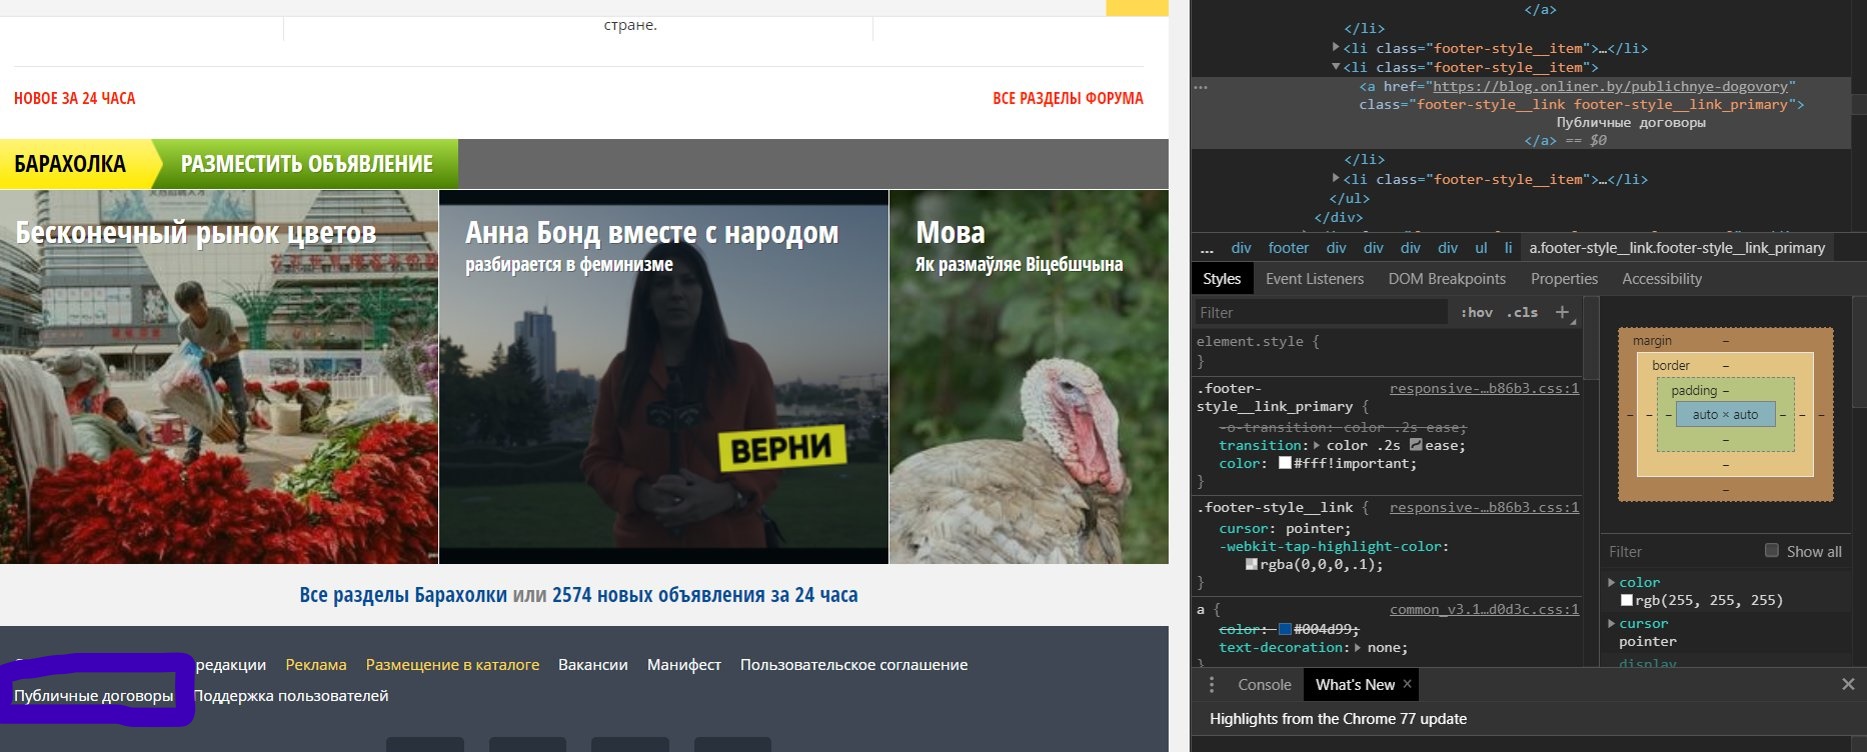 стране.
НОВОЕ ЗА 24 ЧАСА
ВСЕ РАЗДЕЛЫ ФОРУМА
БАРАХОЛКА
РАЗМЕСТИТЬ ОБЪЯВЛЕНИЕ
Бесконечный рынок цветов
Анна Бонд вместе с народом
разбирается в феминизме
ВЕРНИ
Мова
Як размаўляе Віцебшчына
Все разделы Барахолки или 2574 новых объявления за 24 часа
редакции Реклама Размещение в каталоге Вакансии Манифест Пользовательское соглашение
Публичные договоры Поддержка пользователей
</a>
</li>
<li class="footer-style__item">…</li>
<li class="footer-style__item">
<a href="https://blog.onliner.by/publichnye-dogovory"
class="footer-style__link footer-style__link_primary">
Публичные договоры
</a> == $0
</li>
<li class="footer-style__item">…</li>
</ul>
</div>
... div footer div div div div ul li a.footer-style__link.footer-style__link_primary
Styles Event Listeners DOM Breakpoints Properties Accessibility
Filter :hov .cls +
element.style {
}
.footer- responsive-…b86b3.css:1
style__link_primary {
-o-transition: color .2s ease;
transition: color .2s ease;
color: #fff!important;
}
.footer-style__link { responsive-…b86b3.css:1
cursor: pointer;
-webkit-tap-highlight-color:
rgba(0,0,0,.1);
}
a { common_v3.1…d0d3c.css:1
color: #004d99;
text-decoration: none;
}
margin –
border –
padding –
– – – auto × auto – – –
–
–
–
Filter Show all
color
rgb(255, 255, 255)
cursor
pointer
display
Console What's New ×
Highlights from the Chrome 77 update